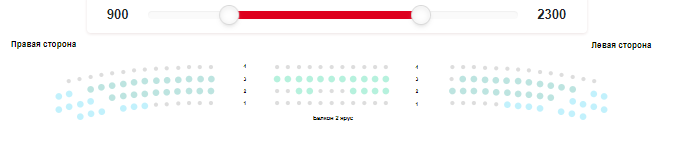 900 2300
Правая сторона Левая сторона
4 4
3 3
2 2
1 1
Балкон 2 ярус